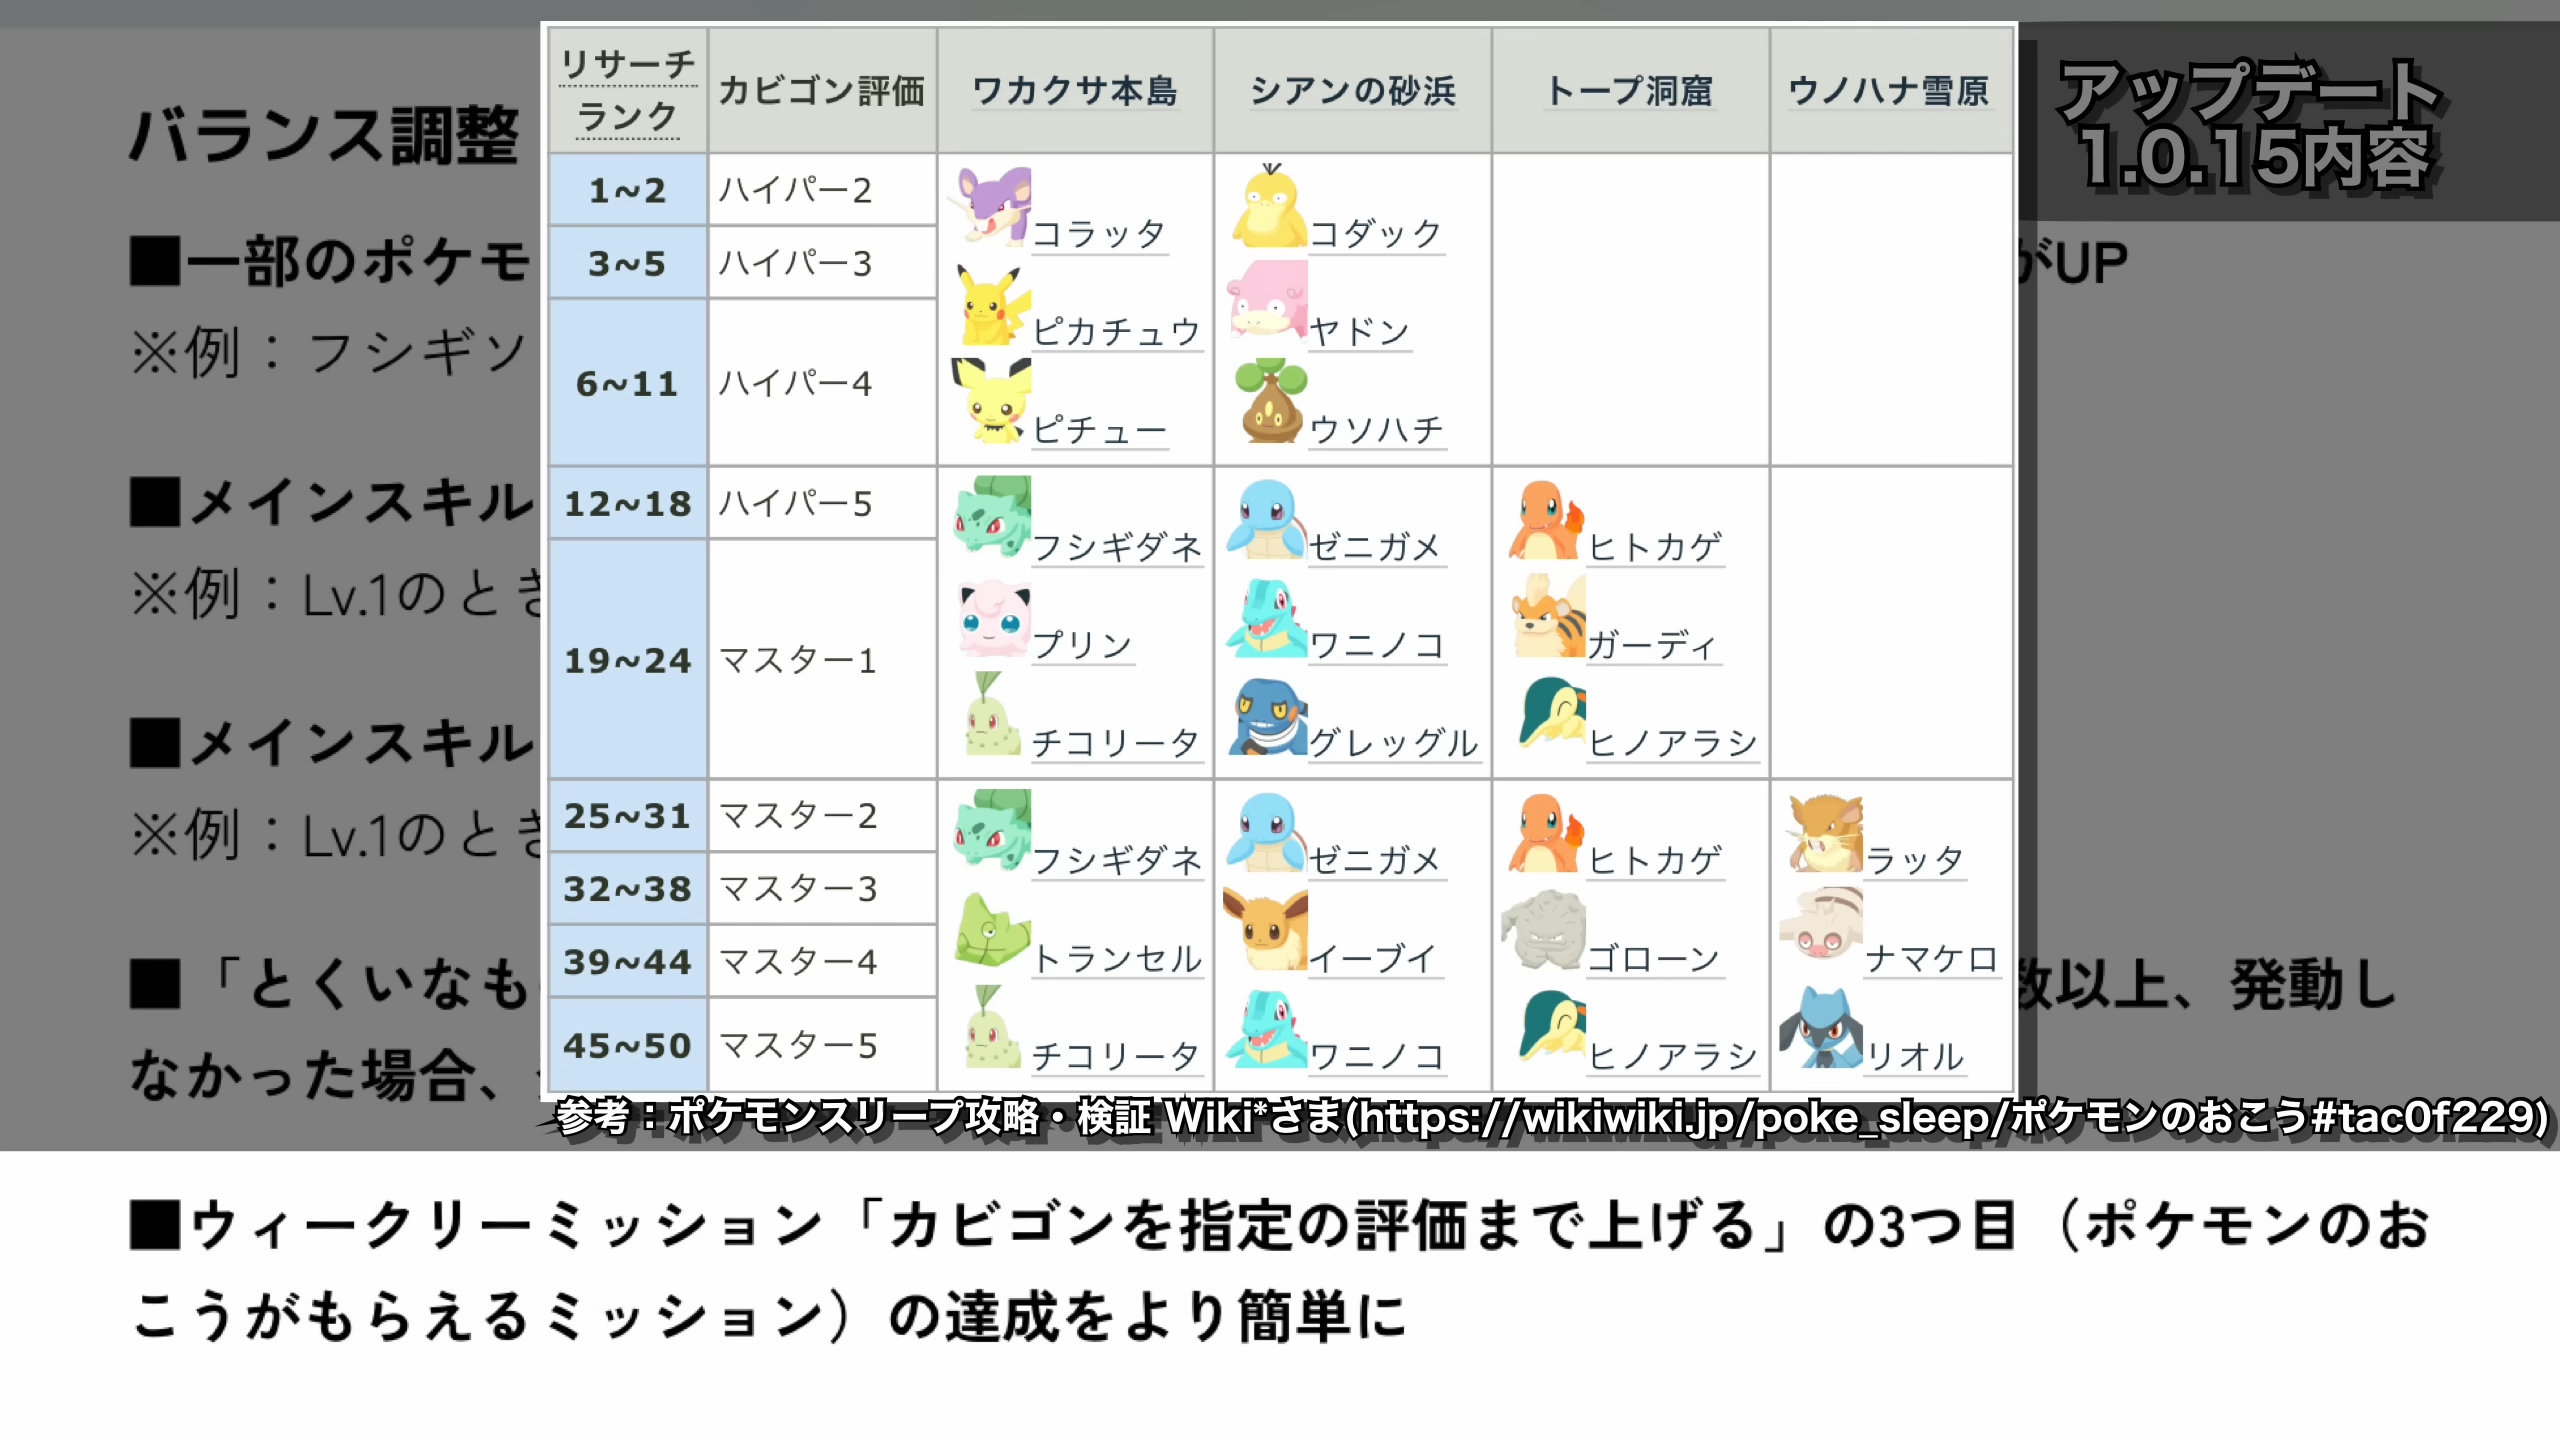 アップデート
1.0.15内容
バランス調整
■一部のポケモ
がUP
※例：フシギソ
■メインスキル
※例：Lv.1のとき
■メインスキル
※例：Lv.1のとき
■「とくいなも
数以上、発動し
なかった場合、
リサーチ
ランク
カビゴン評価
ワカクサ本島
シアンの砂浜
トープ洞窟
ウノハナ雪原
1~2
ハイパー2
3~5
ハイパー3
6~11
ハイパー4
コラッタ
ピカチュウ
ピチュー
コダック
ヤドン
ウソハチ
12~18
ハイパー5
19~24
マスター1
フシギダネ
プリン
チコリータ
ゼニガメ
ワニノコ
グレッグル
ヒトカゲ
ガーディ
ヒノアラシ
25~31
マスター2
32~38
マスター3
39~44
マスター4
45~50
マスター5
フシギダネ
トランセル
チコリータ
ゼニガメ
イーブイ
ワニノコ
ヒトカゲ
ゴローン
ヒノアラシ
ラッタ
ナマケロ
リオル
参考：ポケモンスリープ攻略・検証 Wiki*さま(https://wikiwiki.jp/poke_sleep/ポケモンのおこう#tac0f229)
■ウィークリーミッション「カビゴンを指定の評価まで上げる」の3つ目（ポケモンのお
こうがもらえるミッション）の達成をより簡単に